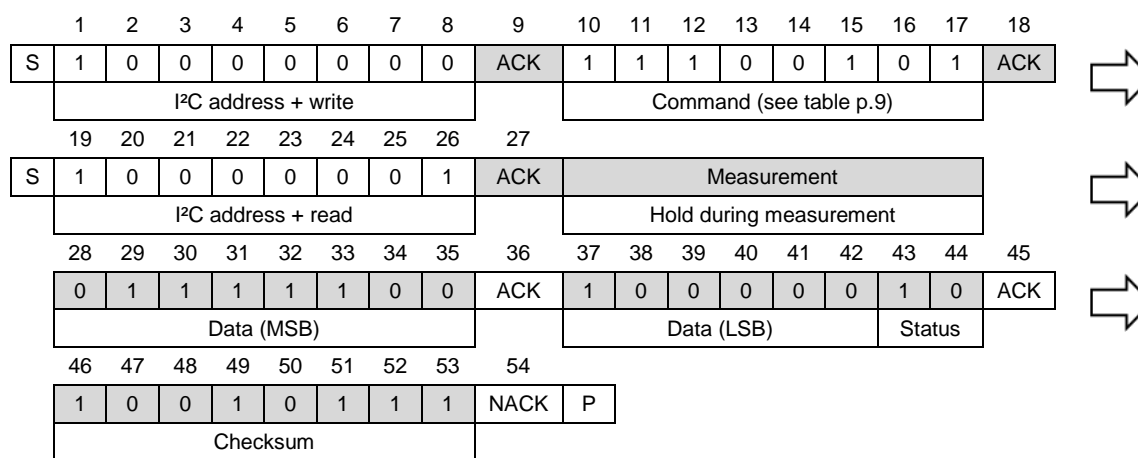 1 2 3 4 5 6 7 8 9 10 11 12 13 14 15 16 17 18
S 1 0 0 0 0 0 0 0 ACK 1 1 1 0 0 1 0 1 ACK
I²C address + write Command (see table p.9)
19 20 21 22 23 24 25 26 27
S 1 0 0 0 0 0 0 1 ACK Measurement
I²C address + read Hold during measurement
28 29 30 31 32 33 34 35 36 37 38 39 40 41 42 43 44 45
0 1 1 1 1 1 0 0 ACK 1 0 0 0 0 0 1 0 ACK
Data (MSB) Data (LSB) Status
46 47 48 49 50 51 52 53 54
1 0 0 1 0 1 1 1 NACK P
Checksum